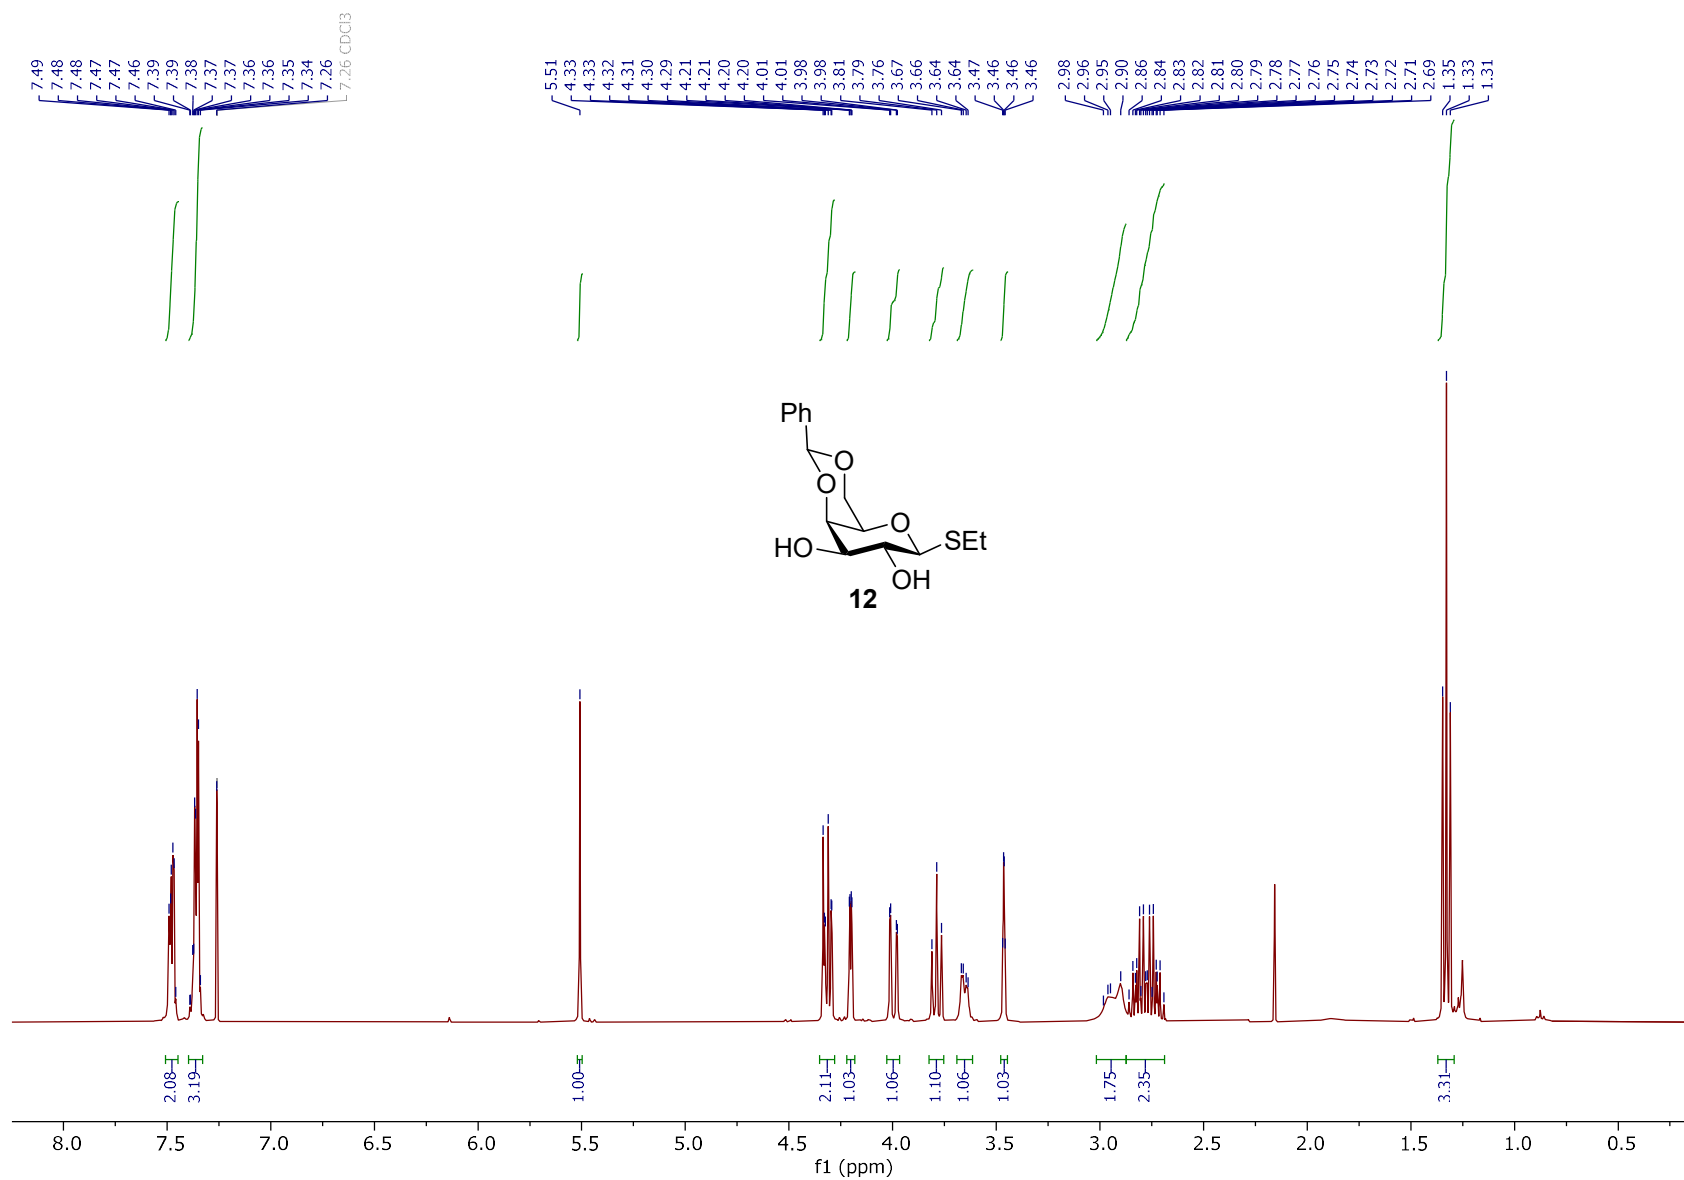 7.49 7.48 7.48 7.47 7.47 7.46 7.39 7.39 7.38 7.37 7.37 7.36 7.36 7.35 7.34 7.26 7.26 CDCl3
5.51 4.33 4.33 4.32 4.31 4.30 4.29 4.21 4.21 4.20 4.20 4.01 4.01 3.98 3.98 3.81 3.79 3.76 3.67 3.66 3.64 3.64 3.47 3.46 3.46 3.46
2.98 2.96 2.95 2.90 2.86 2.84 2.83 2.82 2.81 2.80 2.79 2.78 2.77 2.76 2.75 2.74 2.73 2.72 2.71 2.69 1.35 1.33 1.31
Ph
O
O
O
SEt
HO
OH
12
2.08 3.19 1.00 2.11 1.03 1.06 1.10 1.06 1.03 1.75 2.35 3.31
8.0 7.5 7.0 6.5 6.0 5.5 5.0 4.5 4.0 3.5 3.0 2.5 2.0 1.5 1.0 0.5
f1 (ppm)